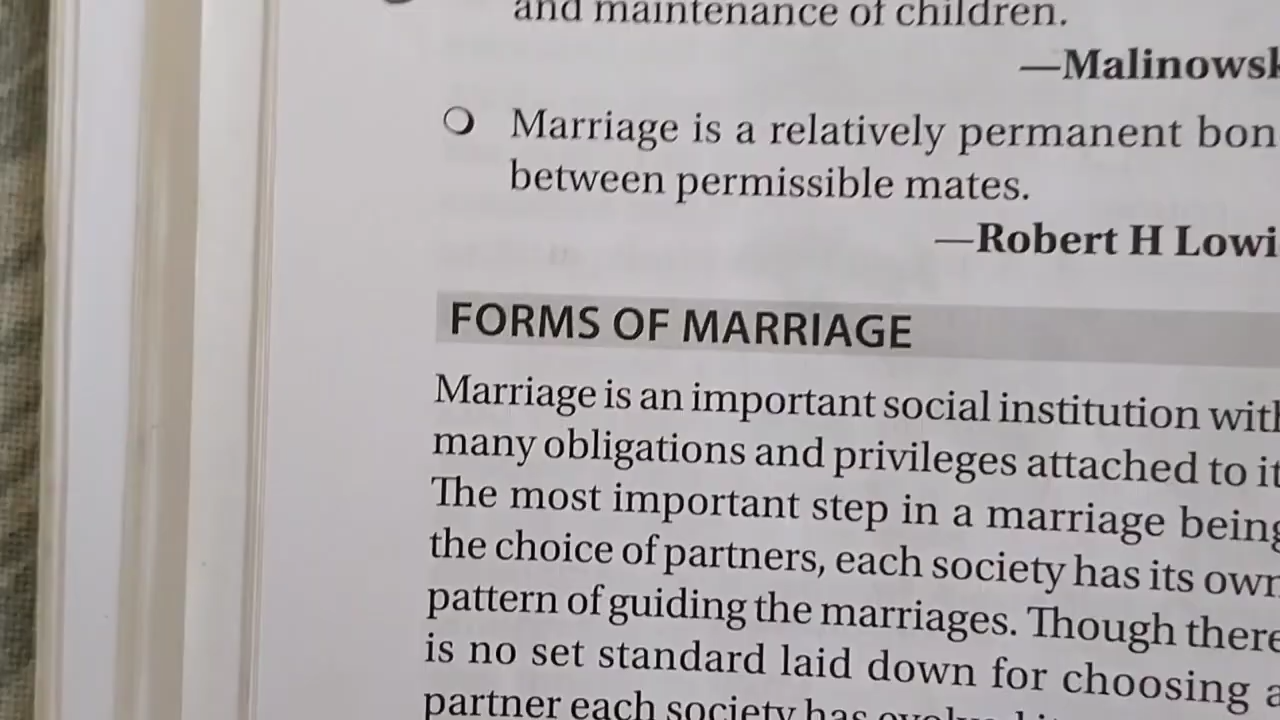 and maintenance of children.
—Malinowsk
Marriage is a relatively permanent bon
between permissible mates.
—Robert H Lowi
FORMS OF MARRIAGE
Marriage is an important social institution with
many obligations and privileges attached to it
The most important step in a marriage being
the choice of partners, each society has its own
pattern of guiding the marriages. Though there
is no set standard laid down for choosing a
partner each society has evolved